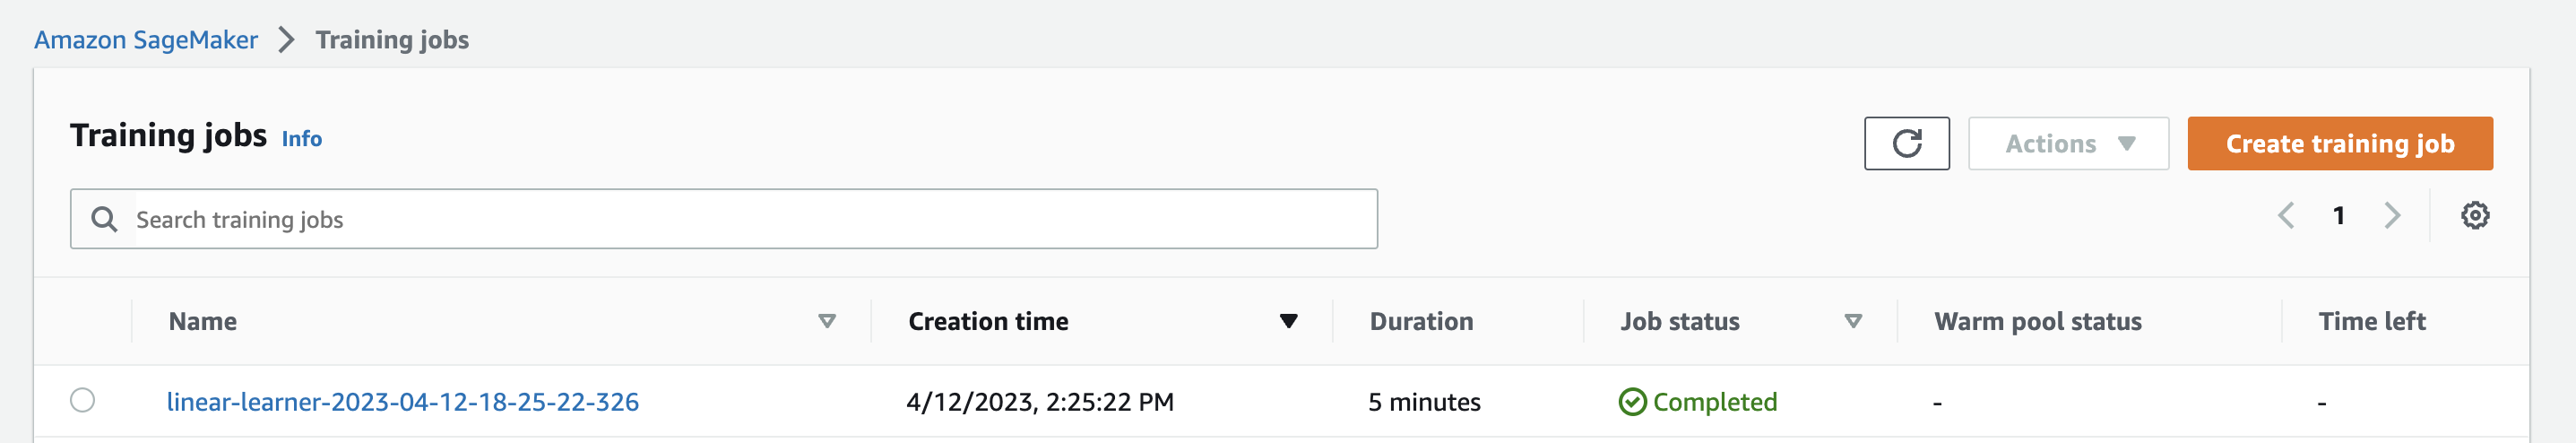 Amazon SageMaker > Training jobs
Training jobs Info
Actions
Create training job
Search training jobs
1
Name Creation time Duration Job status Warm pool status Time left
linear-learner-2023-04-12-18-25-22-326 4/12/2023, 2:25:22 PM 5 minutes Completed - -